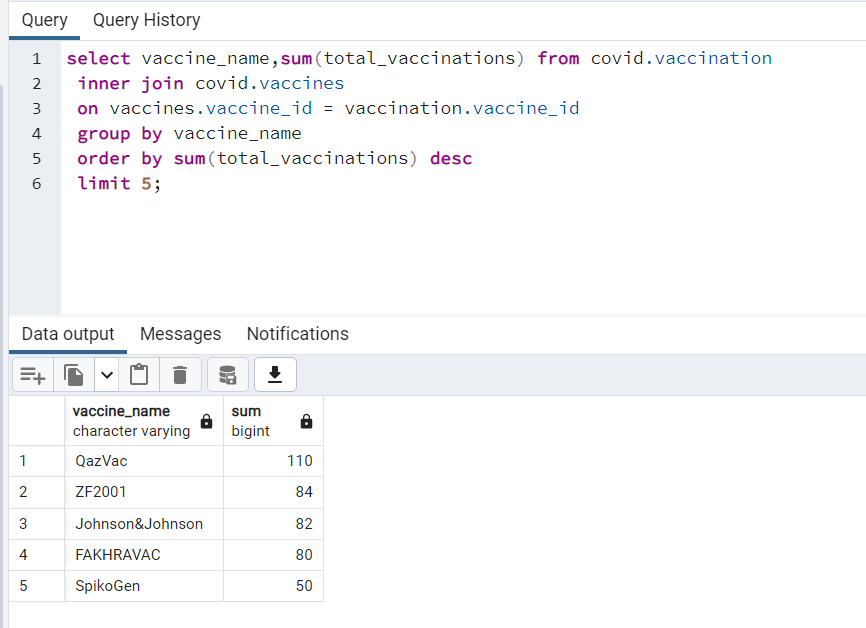 Query Query History
1 select vaccine_name,sum(total_vaccinations) from covid.vaccination
2 inner join covid.vaccines
3 on vaccines.vaccine_id = vaccination.vaccine_id
4 group by vaccine_name
5 order by sum(total_vaccinations) desc
6 limit 5;
Data output Messages Notifications
vaccine_name sum
character varying bigint
1 QazVac 110
2 ZF2001 84
3 Johnson&Johnson 82
4 FAKHRAVAC 80
5 SpikoGen 50